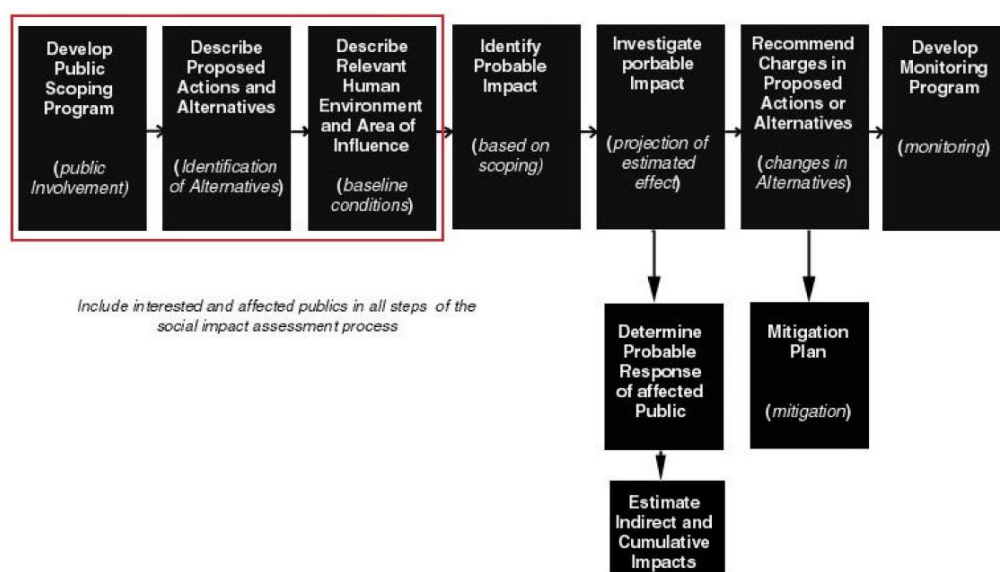 Develop
Public
Scoping
Program
(public
Involvement)
Describe
Proposed
Actions and
Alternatives
(Identification
of Alternatives)
Describe
Relevant
Human
Environment
and Area of
Influence
(baseline
conditions)
Identify
Probable
Impact
(based on
scoping)
Investigate
porbable
Impact
(projection of
estimated
effect)
Recommend
Charges in
Proposed
Actions or
Alternatives
(changes in
Alternatives)
Develop
Monitoring
Program
(monitoring)
Include interested and affected publics in all steps of the
social impact assessment process
Determine
Probable
Response
of affected
Public
Mitigation
Plan
(mitigation)
Estimate
Indirect and
Cumulative
Impacts